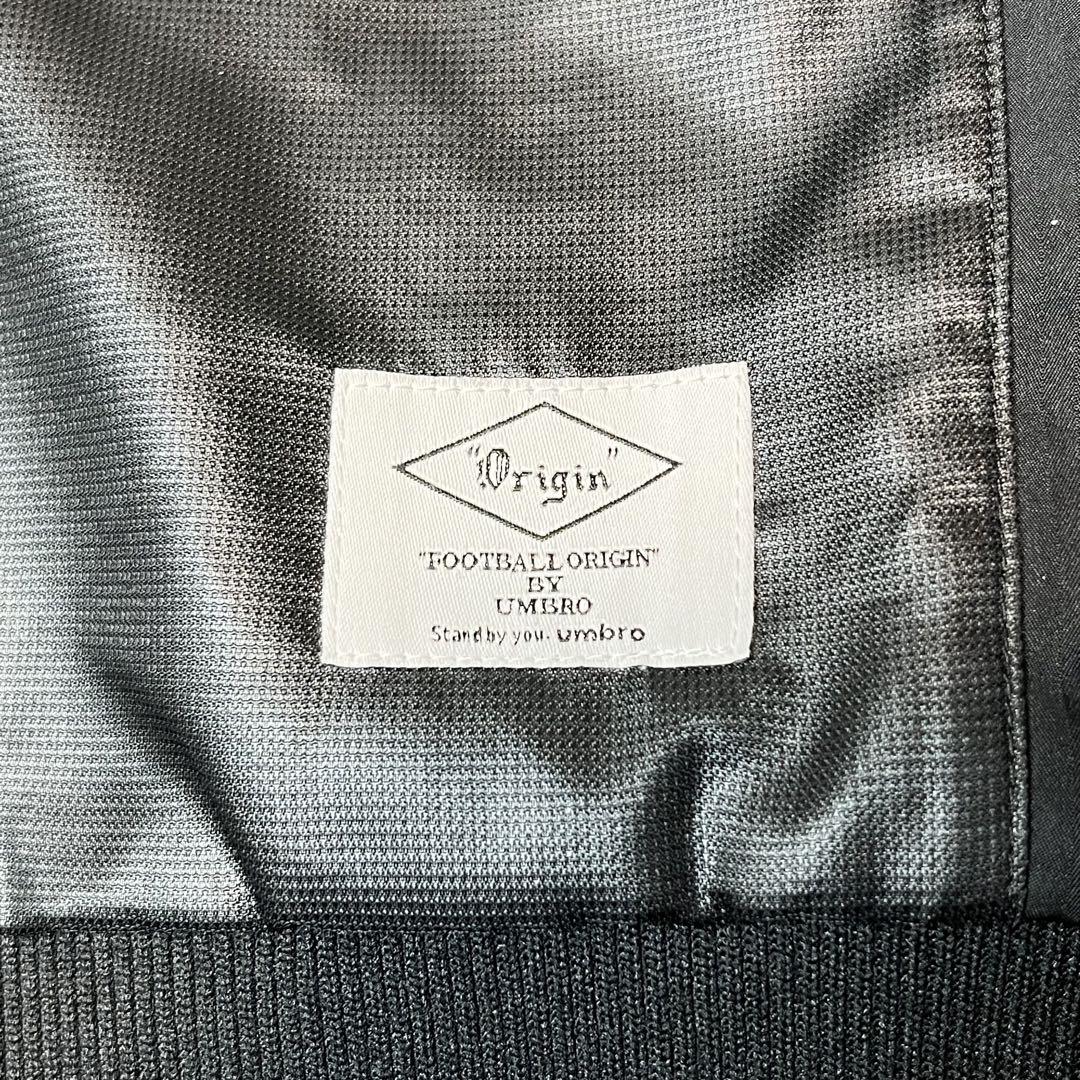 "Origin"
"FOOTBALL ORIGIN"
BY
UMBRO
Stand by you. umbro